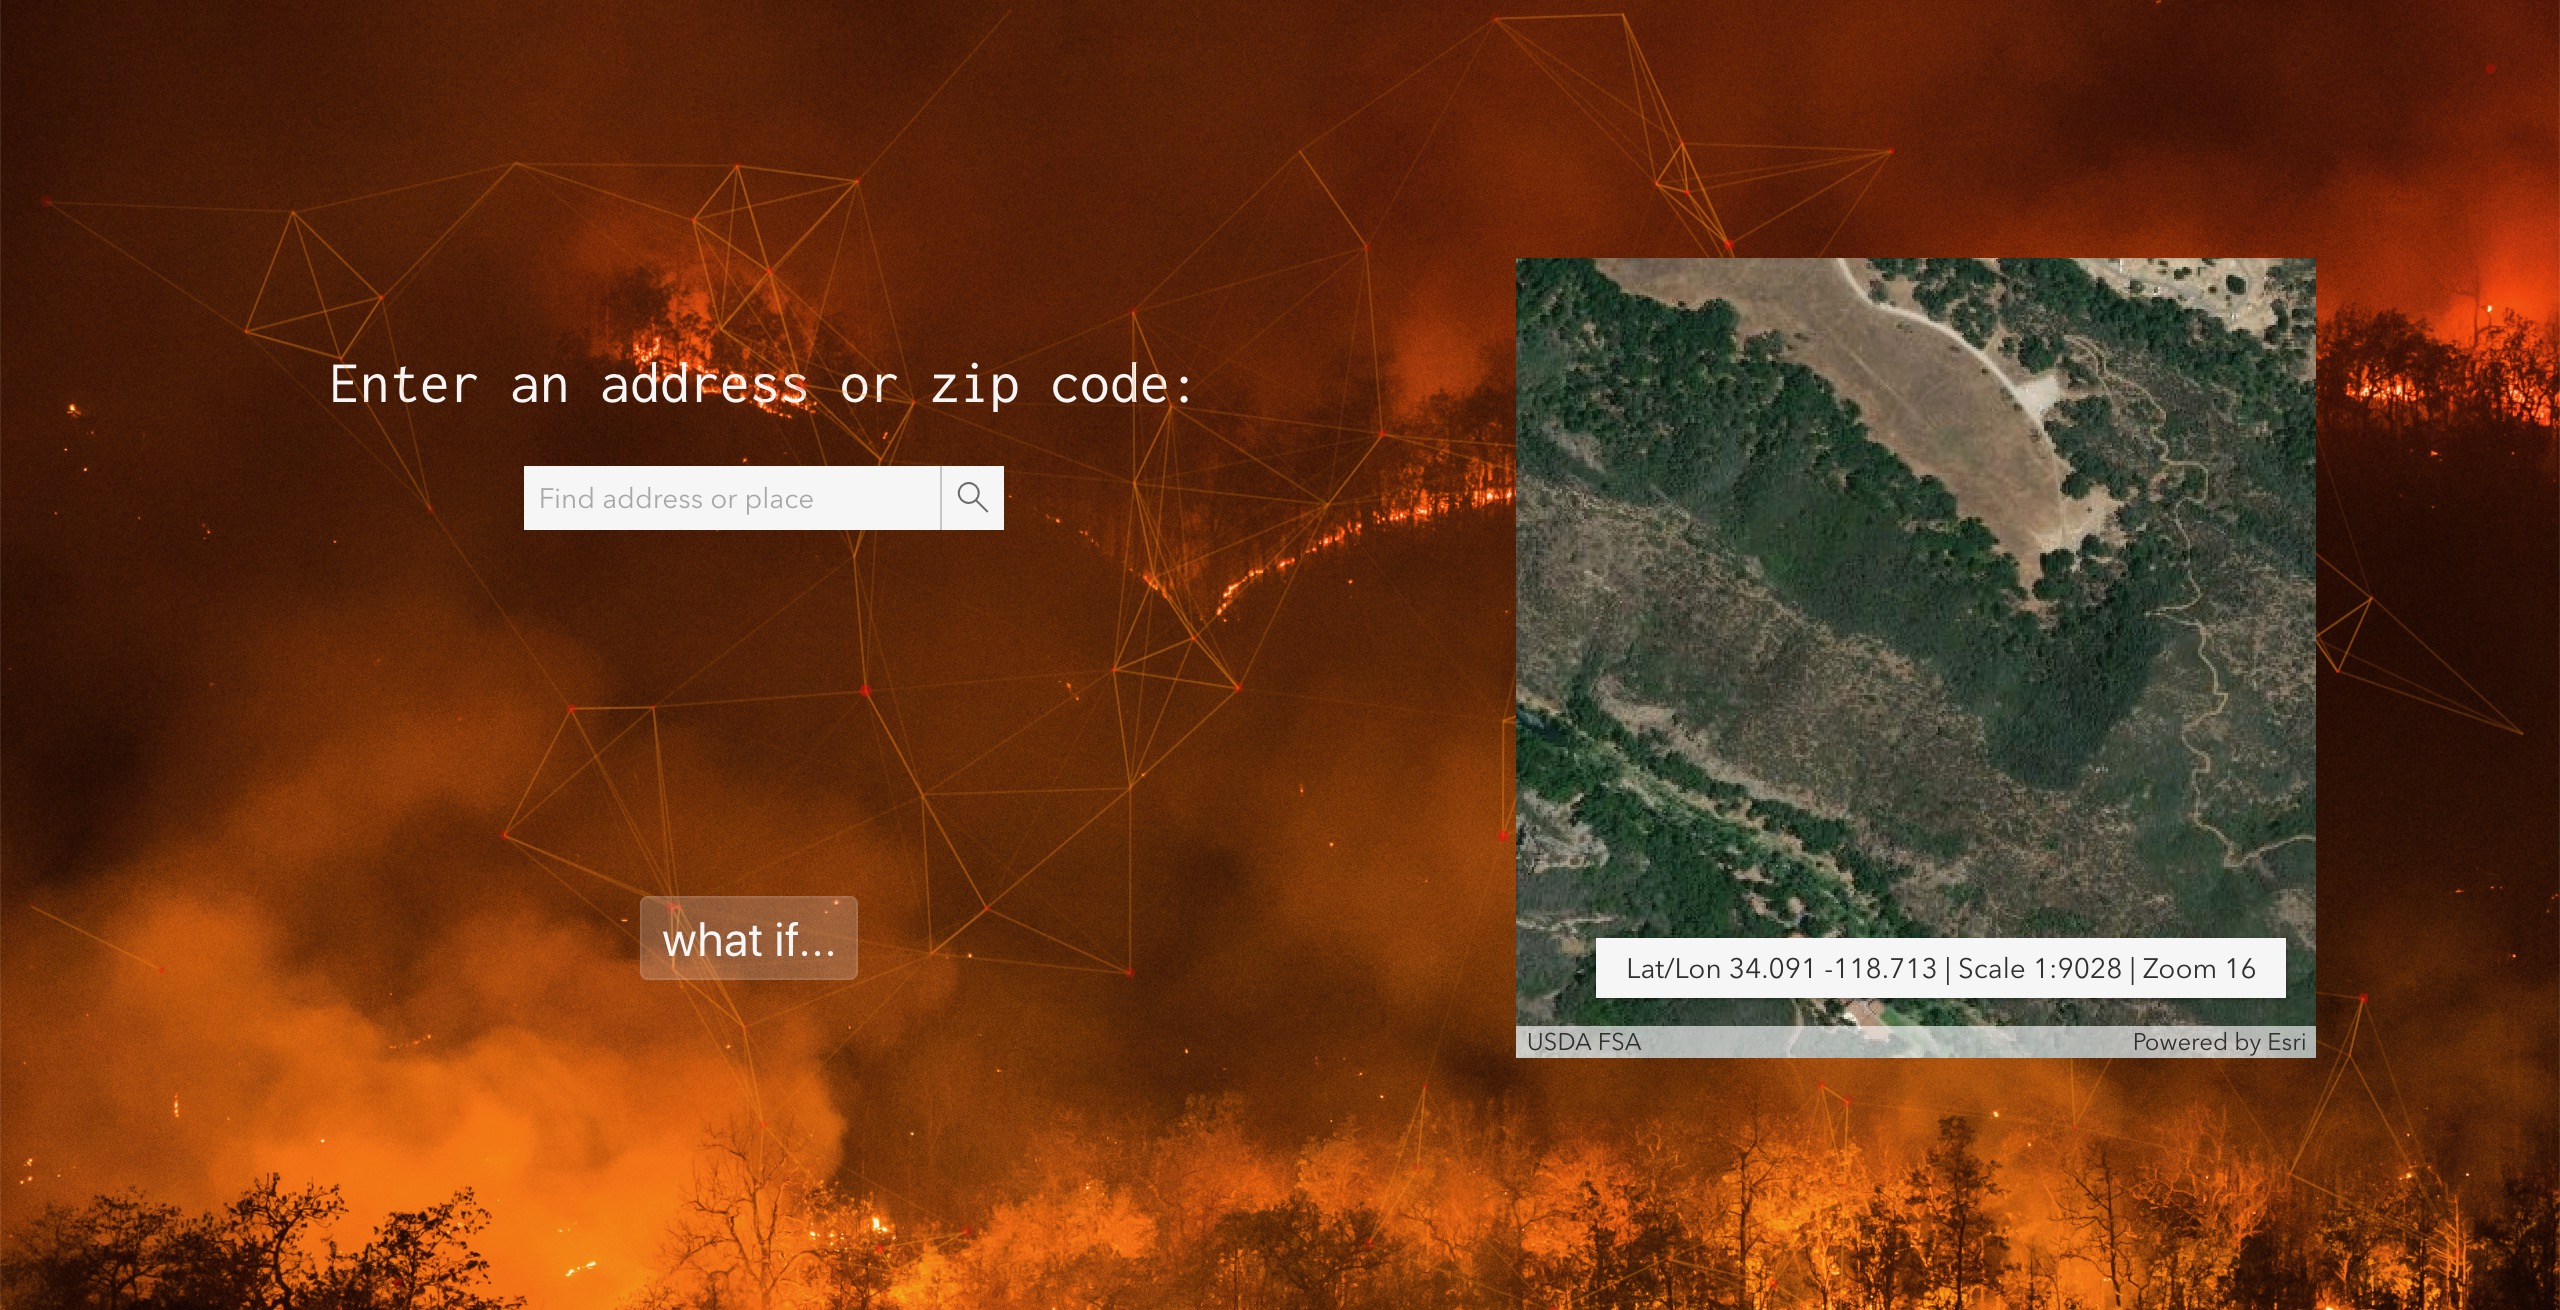 Enter an address or zip code:
Find address or place
what if...
Lat/Lon 34.091 -118.713 | Scale 1:9028 | Zoom 16
USDA FSA
Powered by Esri